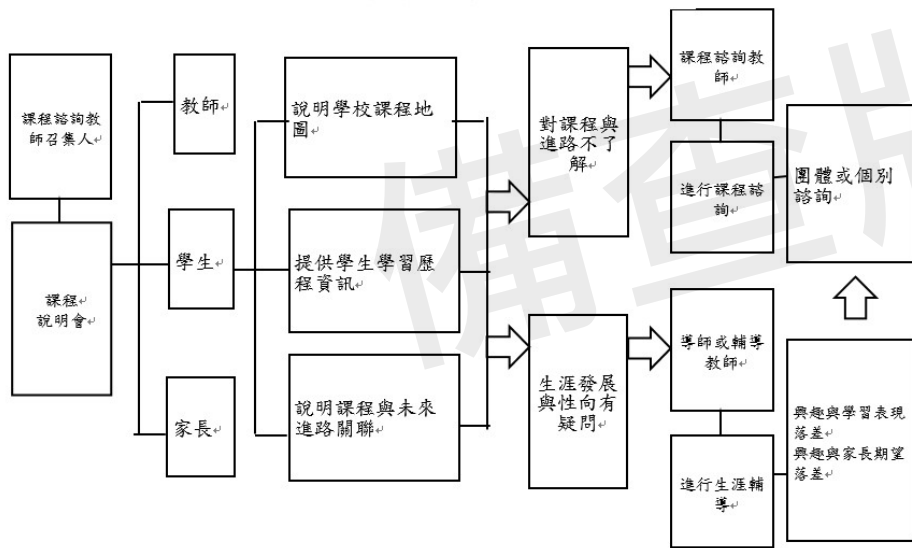 課程諮詢教
師召集人
課程
說明會
教師
學生
家長
說明學校課程地
圖
提供學生學習歷
程資訊
說明課程與未來
進路關聯
對課程與
進路不了
解
生涯發展
與性向有
疑問
課程諮詢教
師
進行課程諮
詢
團體或個別
諮詢
導師或輔導
教師
進行生涯輔
導
興趣與學習表現
落差
興趣與家長期望
落差
備查版